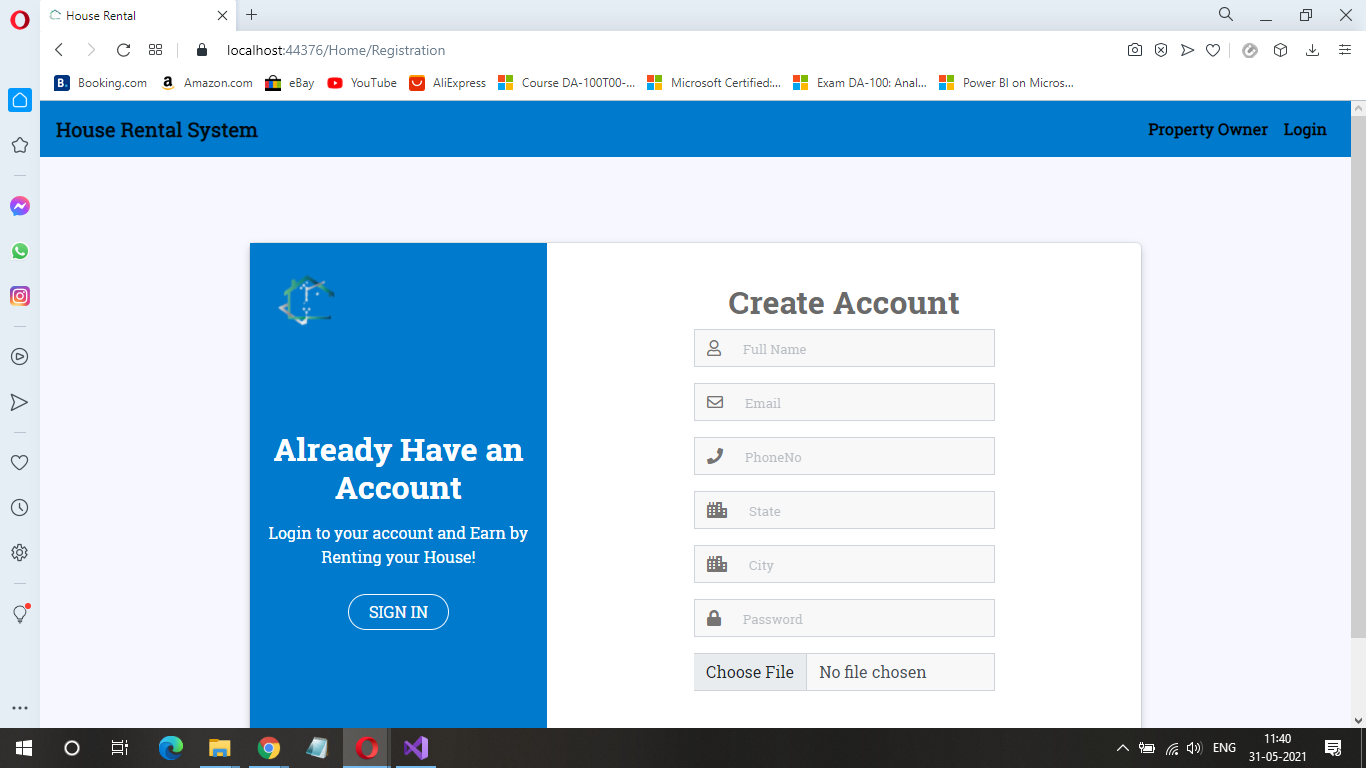 House Rental
localhost:44376/Home/Registration
B.
Booking.com
a
Amazon.com
eBay
YouTube
AliExpress
Course DA-100T00-...
Microsoft Certified:...
Exam DA-100: Anal...
Power BI on Micros...
House Rental System
Property Owner
Login
Already Have an
Account
Login to your account and Earn by
Renting your House!
SIGN IN
Create Account
Full Name
Email
PhoneNo
State
City
Password
Choose File
No file chosen
ENG
11:40
31-05-2021